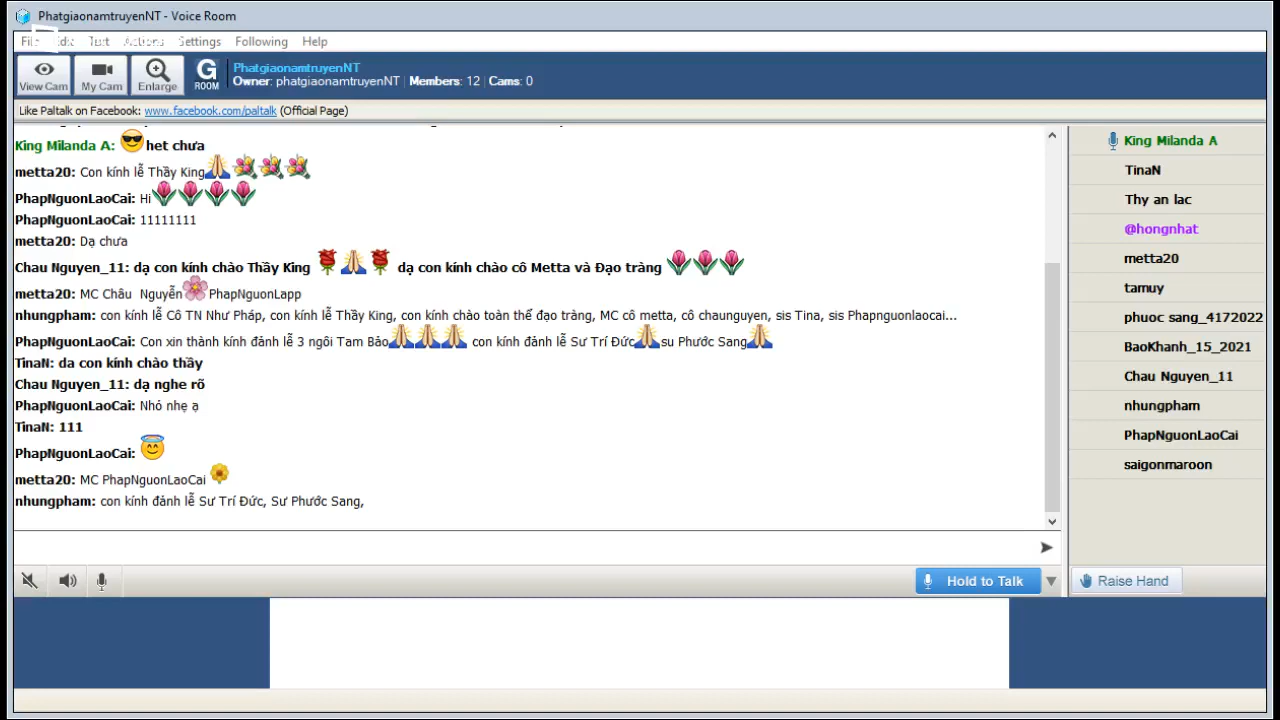 PhatgiaonamtruyenNT - Voice Room
Text Actions Settings Following Help
View Cam My Cam Enlarge G ROOM
PhatgiaonamtruyenNT
Owner: phatgiaonamtruyenNT | Members: 12 | Cams: 0
Like Paltalk on Facebook: www.facebook.com/paltalk (Official Page)
King Milanda A: het chưa
metta20: Con kính lễ Thầy King
PhapNguonLaoCai: Hi
PhapNguonLaoCai: 11111111
metta20: Dạ chưa
Chau Nguyen_11: dạ con kính chào Thầy King dạ con kính chào cô Metta và Đạo tràng
metta20: MC Châu Nguyễn PhapNguonLapp
nhungpham: con kính lễ Cô TN Như Pháp, con kính lễ Thầy King, con kính chào toàn thể đạo tràng, MC cô metta, cô chaunguyen, sis Tina, sis Phapnguonlaocai...
PhapNguonLaoCai: Con xin thành kính đảnh lễ 3 ngôi Tam Bảo con kính đảnh lễ Sư Trí Đức su Phước Sang
TinaN: da con kính chào thầy
Chau Nguyen_11: dạ nghe rõ
PhapNguonLaoCai: Nhỏ nhẹ ạ
TinaN: 111
PhapNguonLaoCai:
metta20: MC PhapNguonLaoCai
nhungpham: con kính đảnh lễ Sư Trí Đức, Sư Phước Sang,
Hold to Talk
King Milanda A
TinaN
Thy an lac
@hongnhat
metta20
tamuy
phuoc sang_4172022
BaoKhanh_15_2021
Chau Nguyen_11
nhungpham
PhapNguonLaoCai
saigonmaroon
Raise Hand